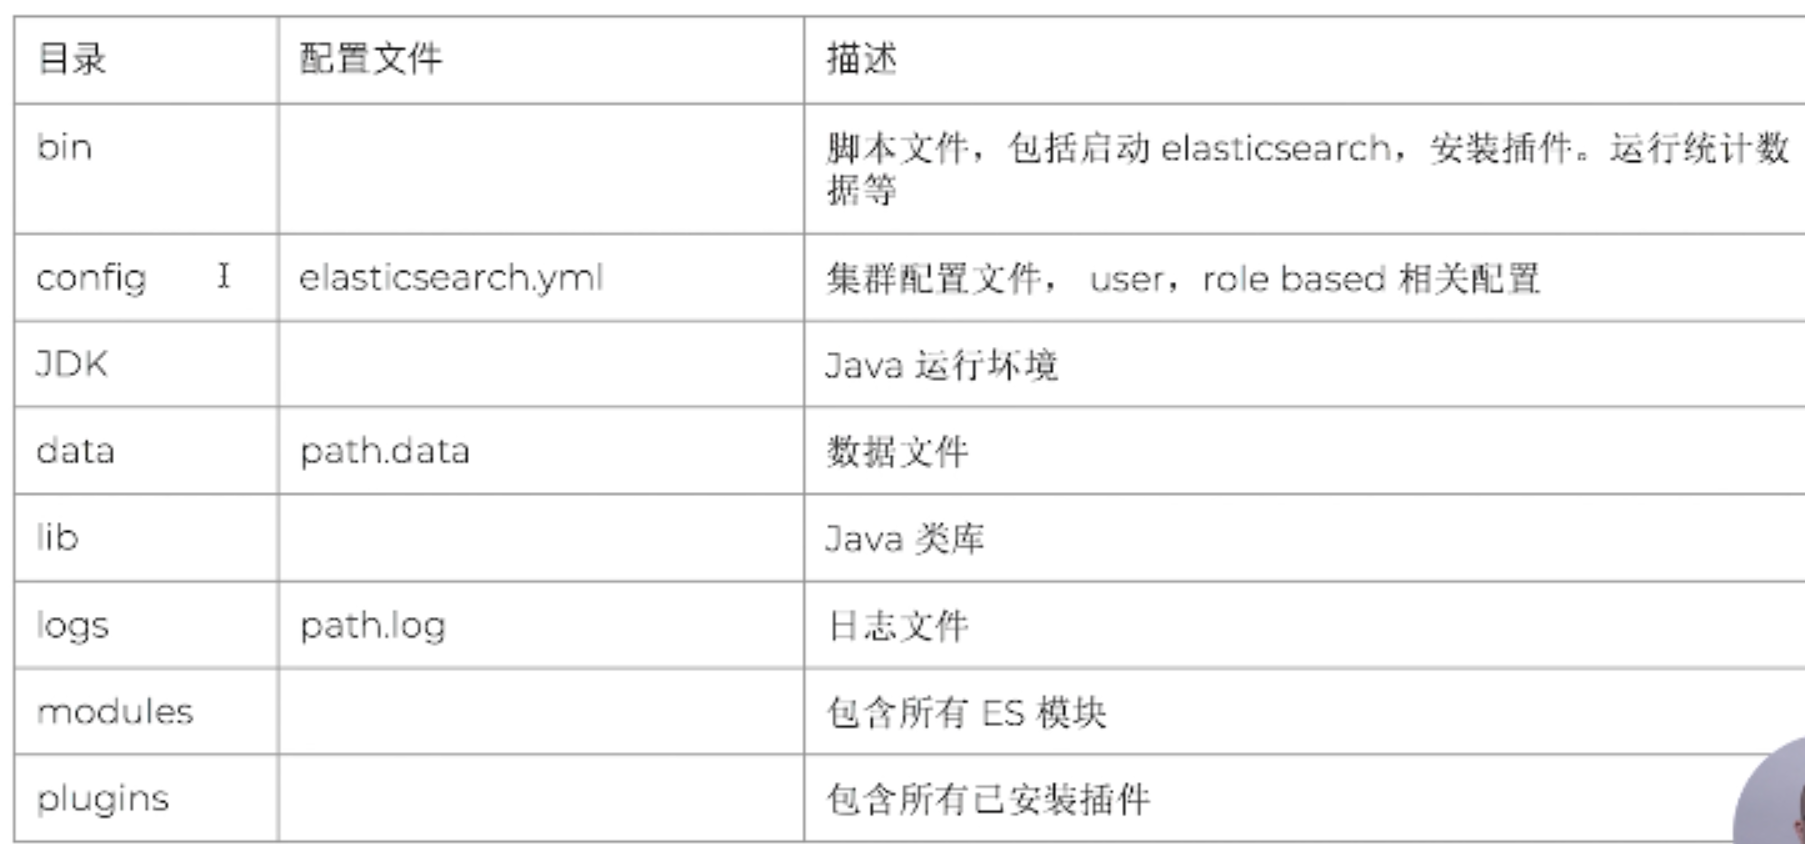 目录 配置文件 描述
bin 脚本文件，包括启动 elasticsearch，安装插件。运行统计数
据等
config elasticsearch.yml 集群配置文件， user，role based 相关配置
JDK Java 运行坏境
data path.data 数据文件
lib Java 类库
logs path.log 日志文件
modules 包含所有 ES 模块
plugins 包含所有已安装插件